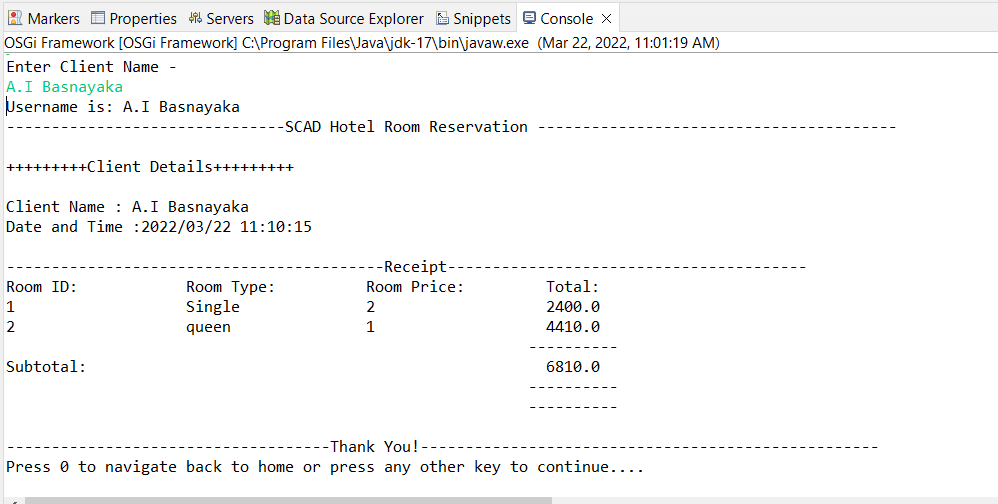 Markers Properties Servers Data Source Explorer Snippets Console
OSGi Framework [OSGi Framework] C:\Program Files\Java\jdk-17\bin\javaw.exe (Mar 22, 2022, 11:01:19 AM)
Enter Client Name -
A.I Basnayaka
Username is: A.I Basnayaka
-------------------------------SCAD Hotel Room Reservation ----------------------------------------
+++++++++Client Details+++++++++
Client Name : A.I Basnayaka
Date and Time :2022/03/22 11:10:15
------------------------------------------Receipt----------------------------------------
Room ID: Room Type: Room Price: Total:
1 Single 2 2400.0
2 queen 1 4410.0
----------
Subtotal: 6810.0
----------
----------
------------------------------------Thank You!---------------------------------------------------
Press 0 to navigate back to home or press any other key to continue....